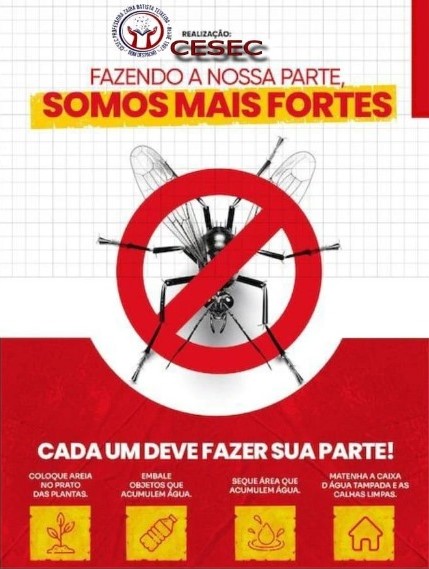 REALIZAÇÃO:
CESEC
FAZENDO A NOSSA PARTE,
SOMOS MAIS FORTES
CADA UM DEVE FAZER SUA PARTE!
COLOQUE AREIA
NO PRATO
DAS PLANTAS.
EMBALE
OBJETOS QUE
ACUMULEM ÁGUA.
SEQUE ÁREA QUE
ACUMULEM ÁGUA.
MATENHA A CAIXA
D ÁGUA TAMPADA E AS
CALHAS LIMPAS.